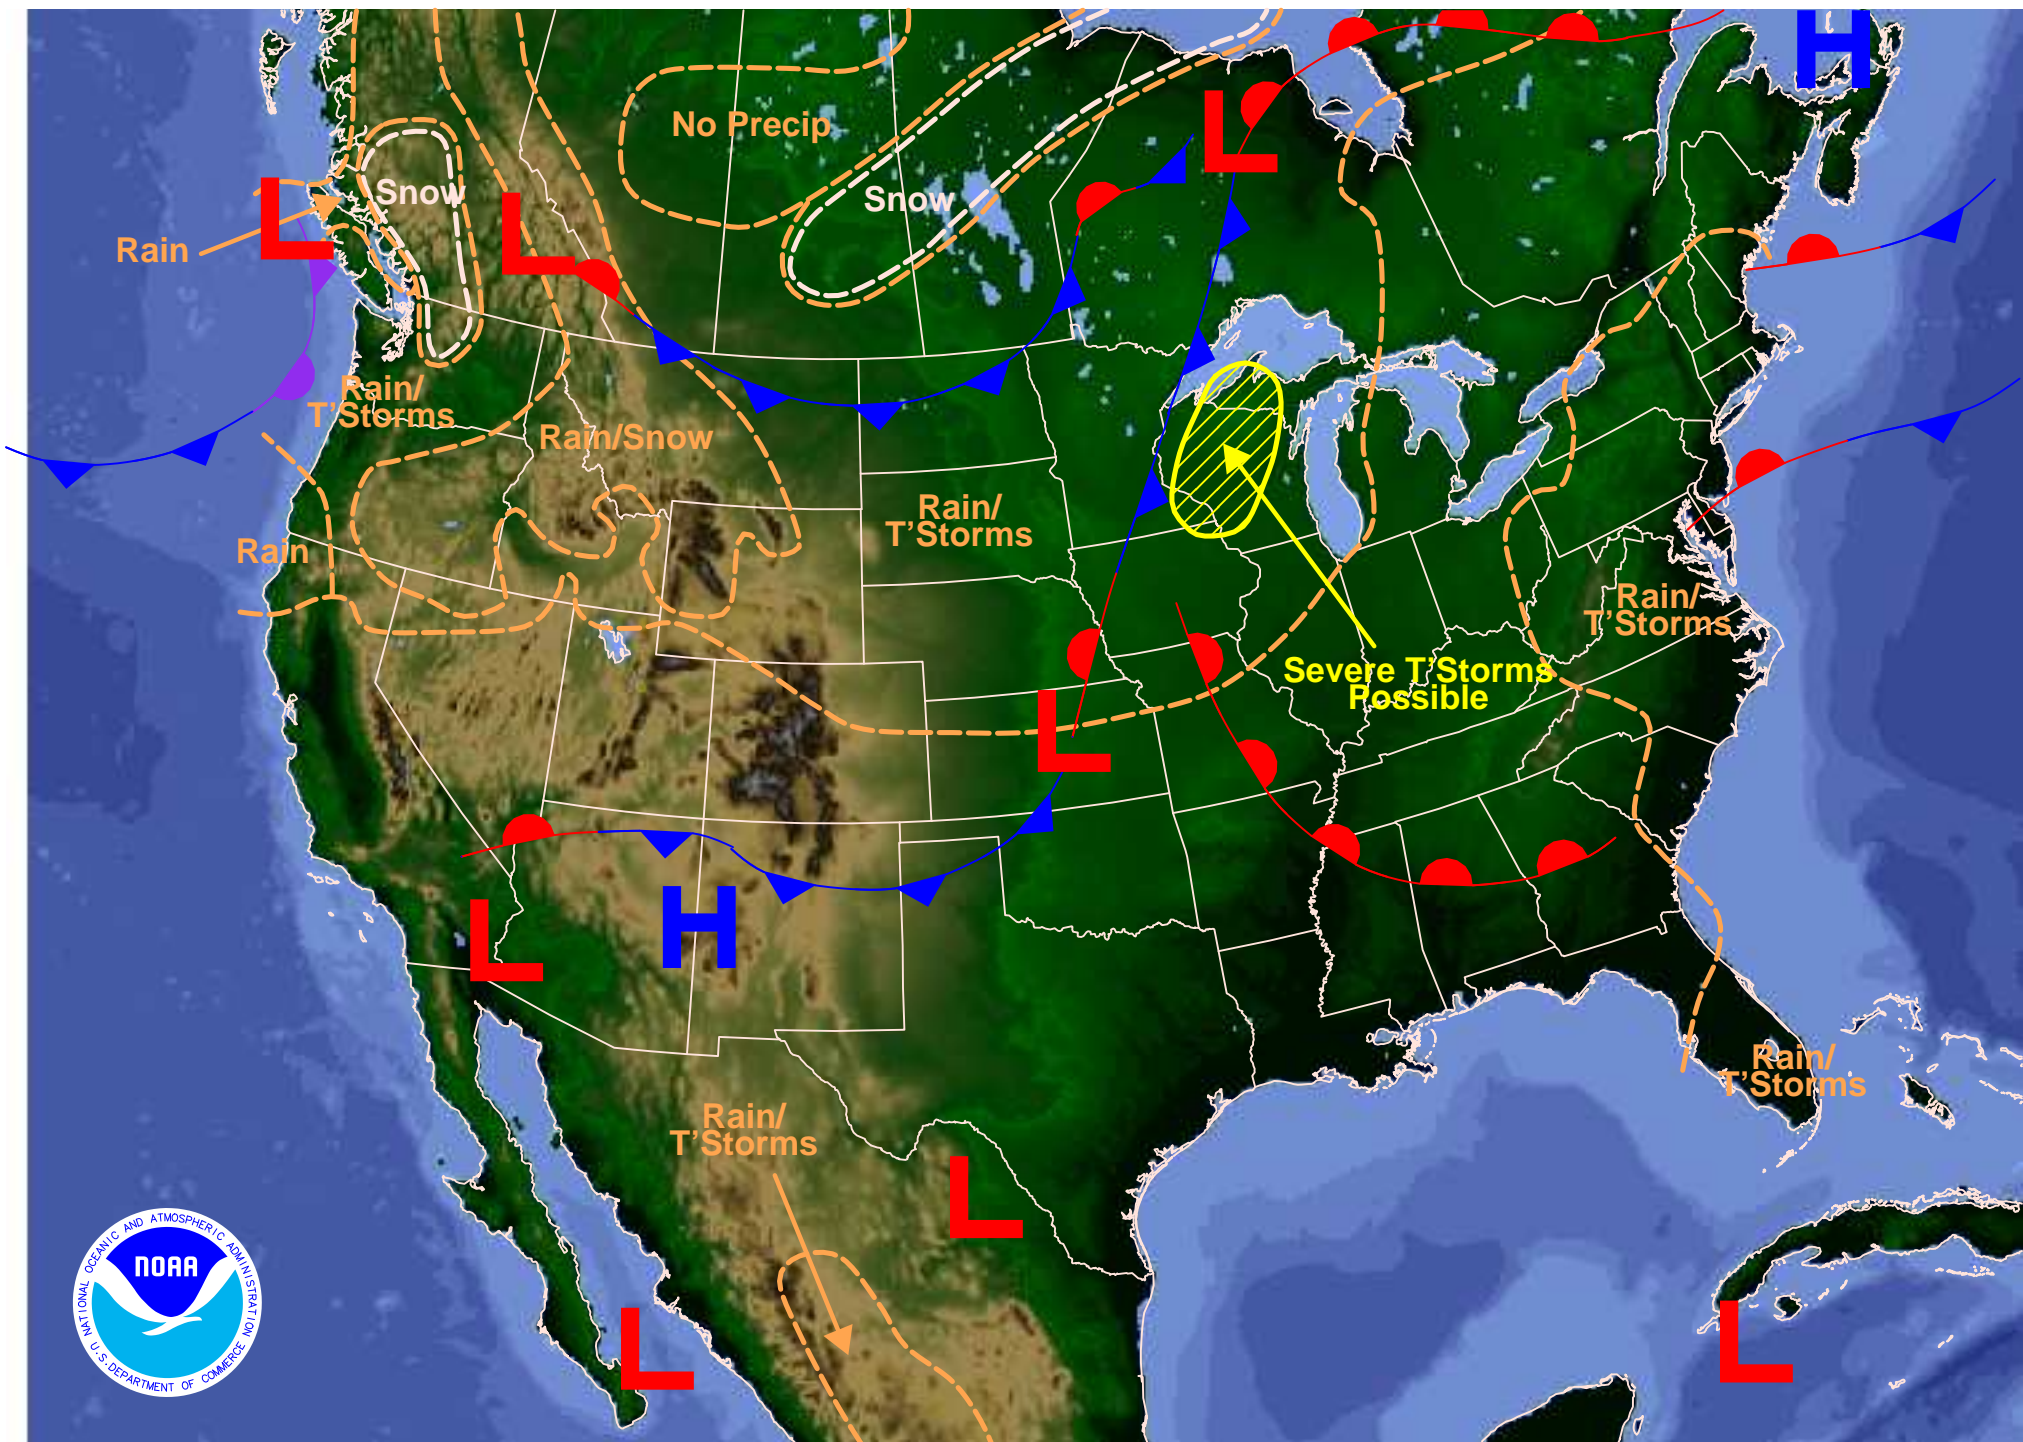 H
No Precip
L
Snow
Snow
L
L
Rain
Rain/
T'Storms
Rain/Snow
Rain/
T'Storms
Rain
Rain/
T'Storms
Severe T'Storms
Possible
L
H
L
Rain/
T'Storms
Rain/
T'Storms
L
L
L
NATIONAL OCEANIC AND ATMOSPHERIC ADMINISTRATION
NOAA
U.S. DEPARTMENT OF COMMERCE